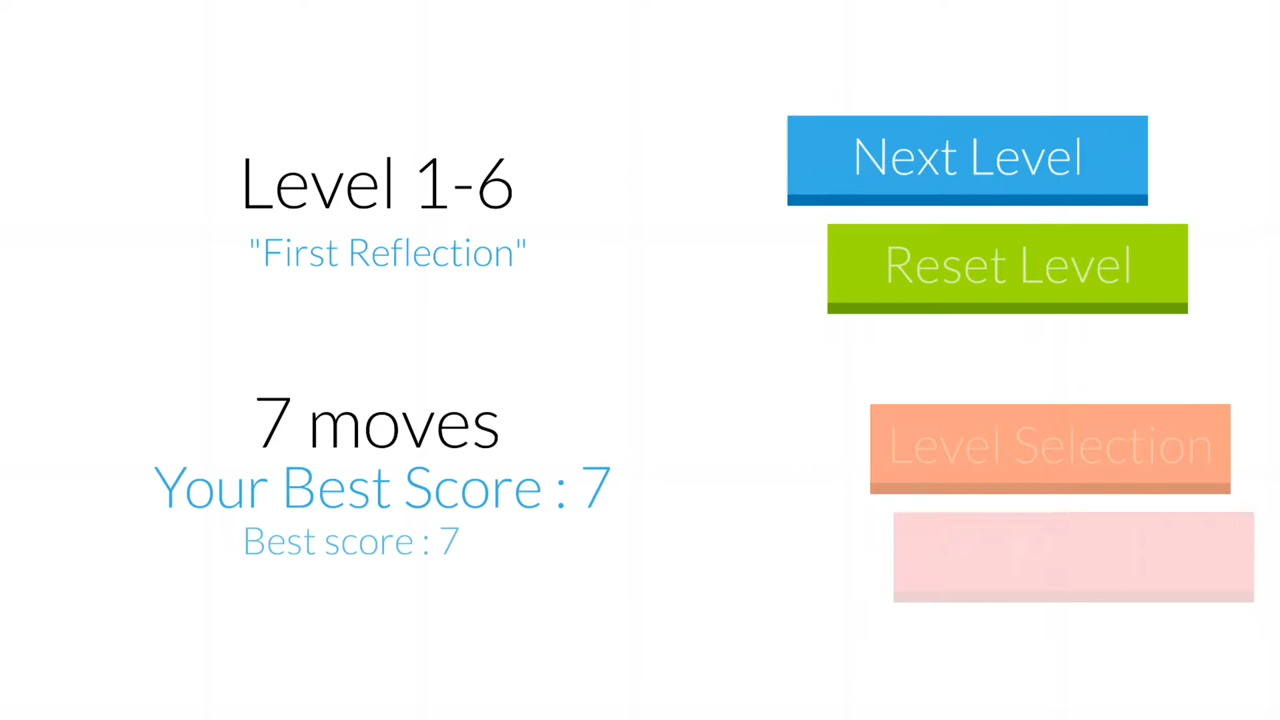 Level 1-6
"First Reflection"
7 moves
Your Best Score : 7
Best score : 7
Next Level
Reset Level
Level Selection